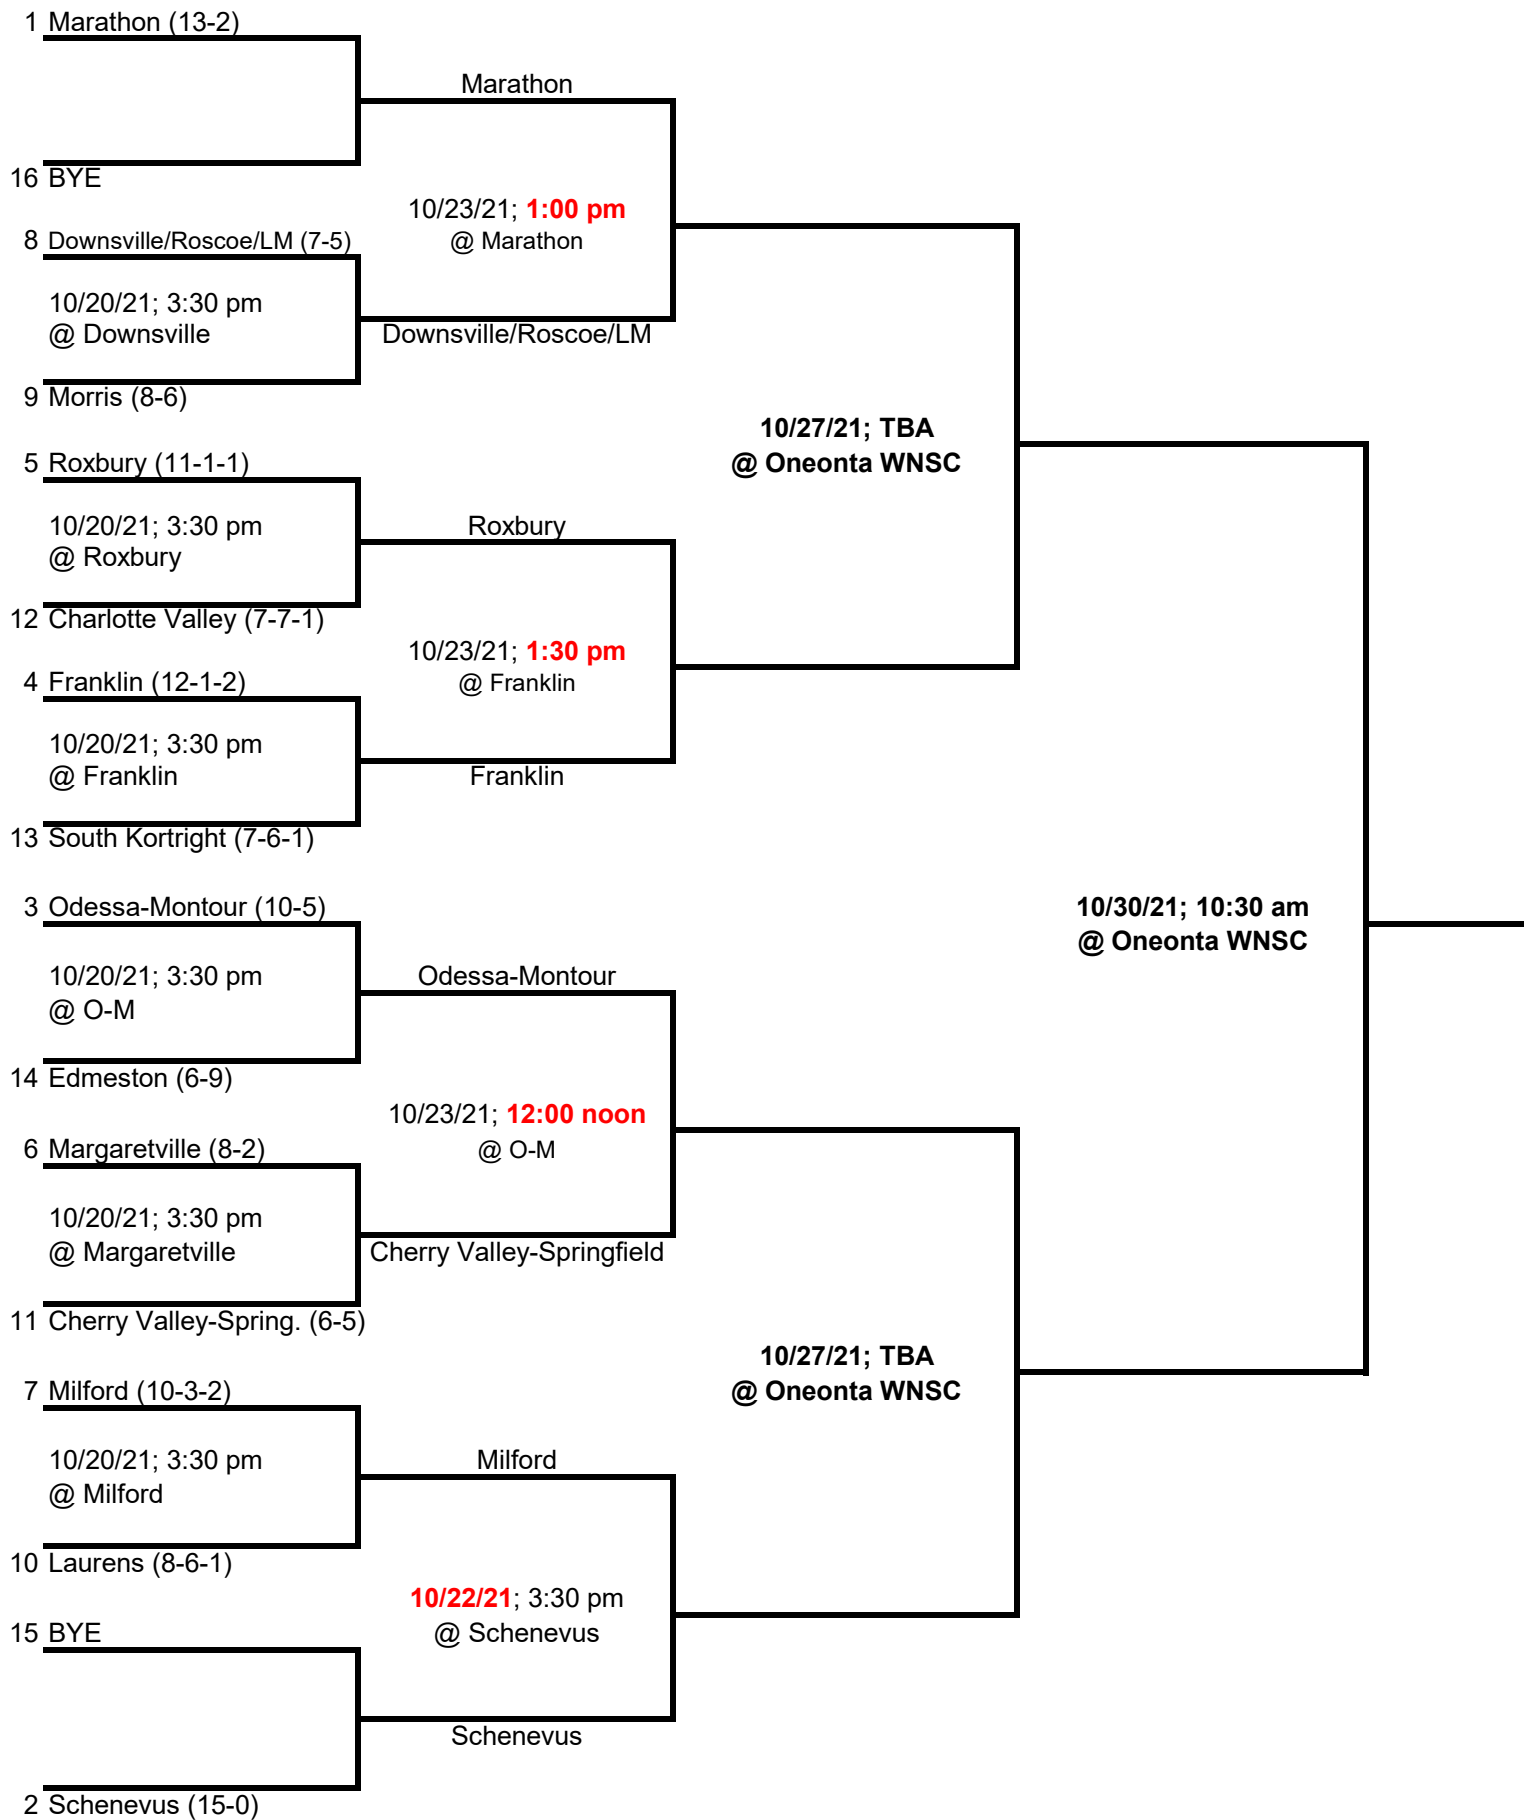 1 Marathon (13-2)
Marathon
16 BYE
10/23/21; 1:00 pm
@ Marathon
8 Downsville/Roscoe/LM (7-5)
10/20/21; 3:30 pm
@ Downsville
Downsville/Roscoe/LM
9 Morris (8-6)
10/27/21; TBA
@ Oneonta WNSC
5 Roxbury (11-1-1)
10/20/21; 3:30 pm
@ Roxbury
Roxbury
12 Charlotte Valley (7-7-1)
10/23/21; 1:30 pm
@ Franklin
4 Franklin (12-1-2)
10/20/21; 3:30 pm
@ Franklin
Franklin
13 South Kortright (7-6-1)
3 Odessa-Montour (10-5)
10/30/21; 10:30 am
@ Oneonta WNSC
10/20/21; 3:30 pm
@ O-M
Odessa-Montour
14 Edmeston (6-9)
10/23/21; 12:00 noon
@ O-M
6 Margaretville (8-2)
10/20/21; 3:30 pm
@ Margaretville
Cherry Valley-Springfield
11 Cherry Valley-Spring. (6-5)
10/27/21; TBA
@ Oneonta WNSC
7 Milford (10-3-2)
10/20/21; 3:30 pm
@ Milford
Milford
10 Laurens (8-6-1)
10/22/21; 3:30 pm
@ Schenevus
15 BYE
Schenevus
2 Schenevus (15-0)